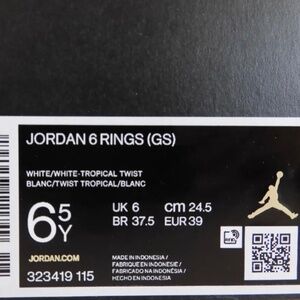 JORDAN 6 RINGS (GS)
WHITE/WHITE-TROPICAL TWIST
BLANC/TWIST TROPICAL/BLANC
6 5 Y
UK 6 cm 24.5
BR 37.5 EUR 39
JORDAN.COM
323419 115
MADE IN INDONESIA /
FABRIQUÉ EN INDONÉSIE /
FABRICADO NA INDONÉSIA /
HECHO EN INDONESIA